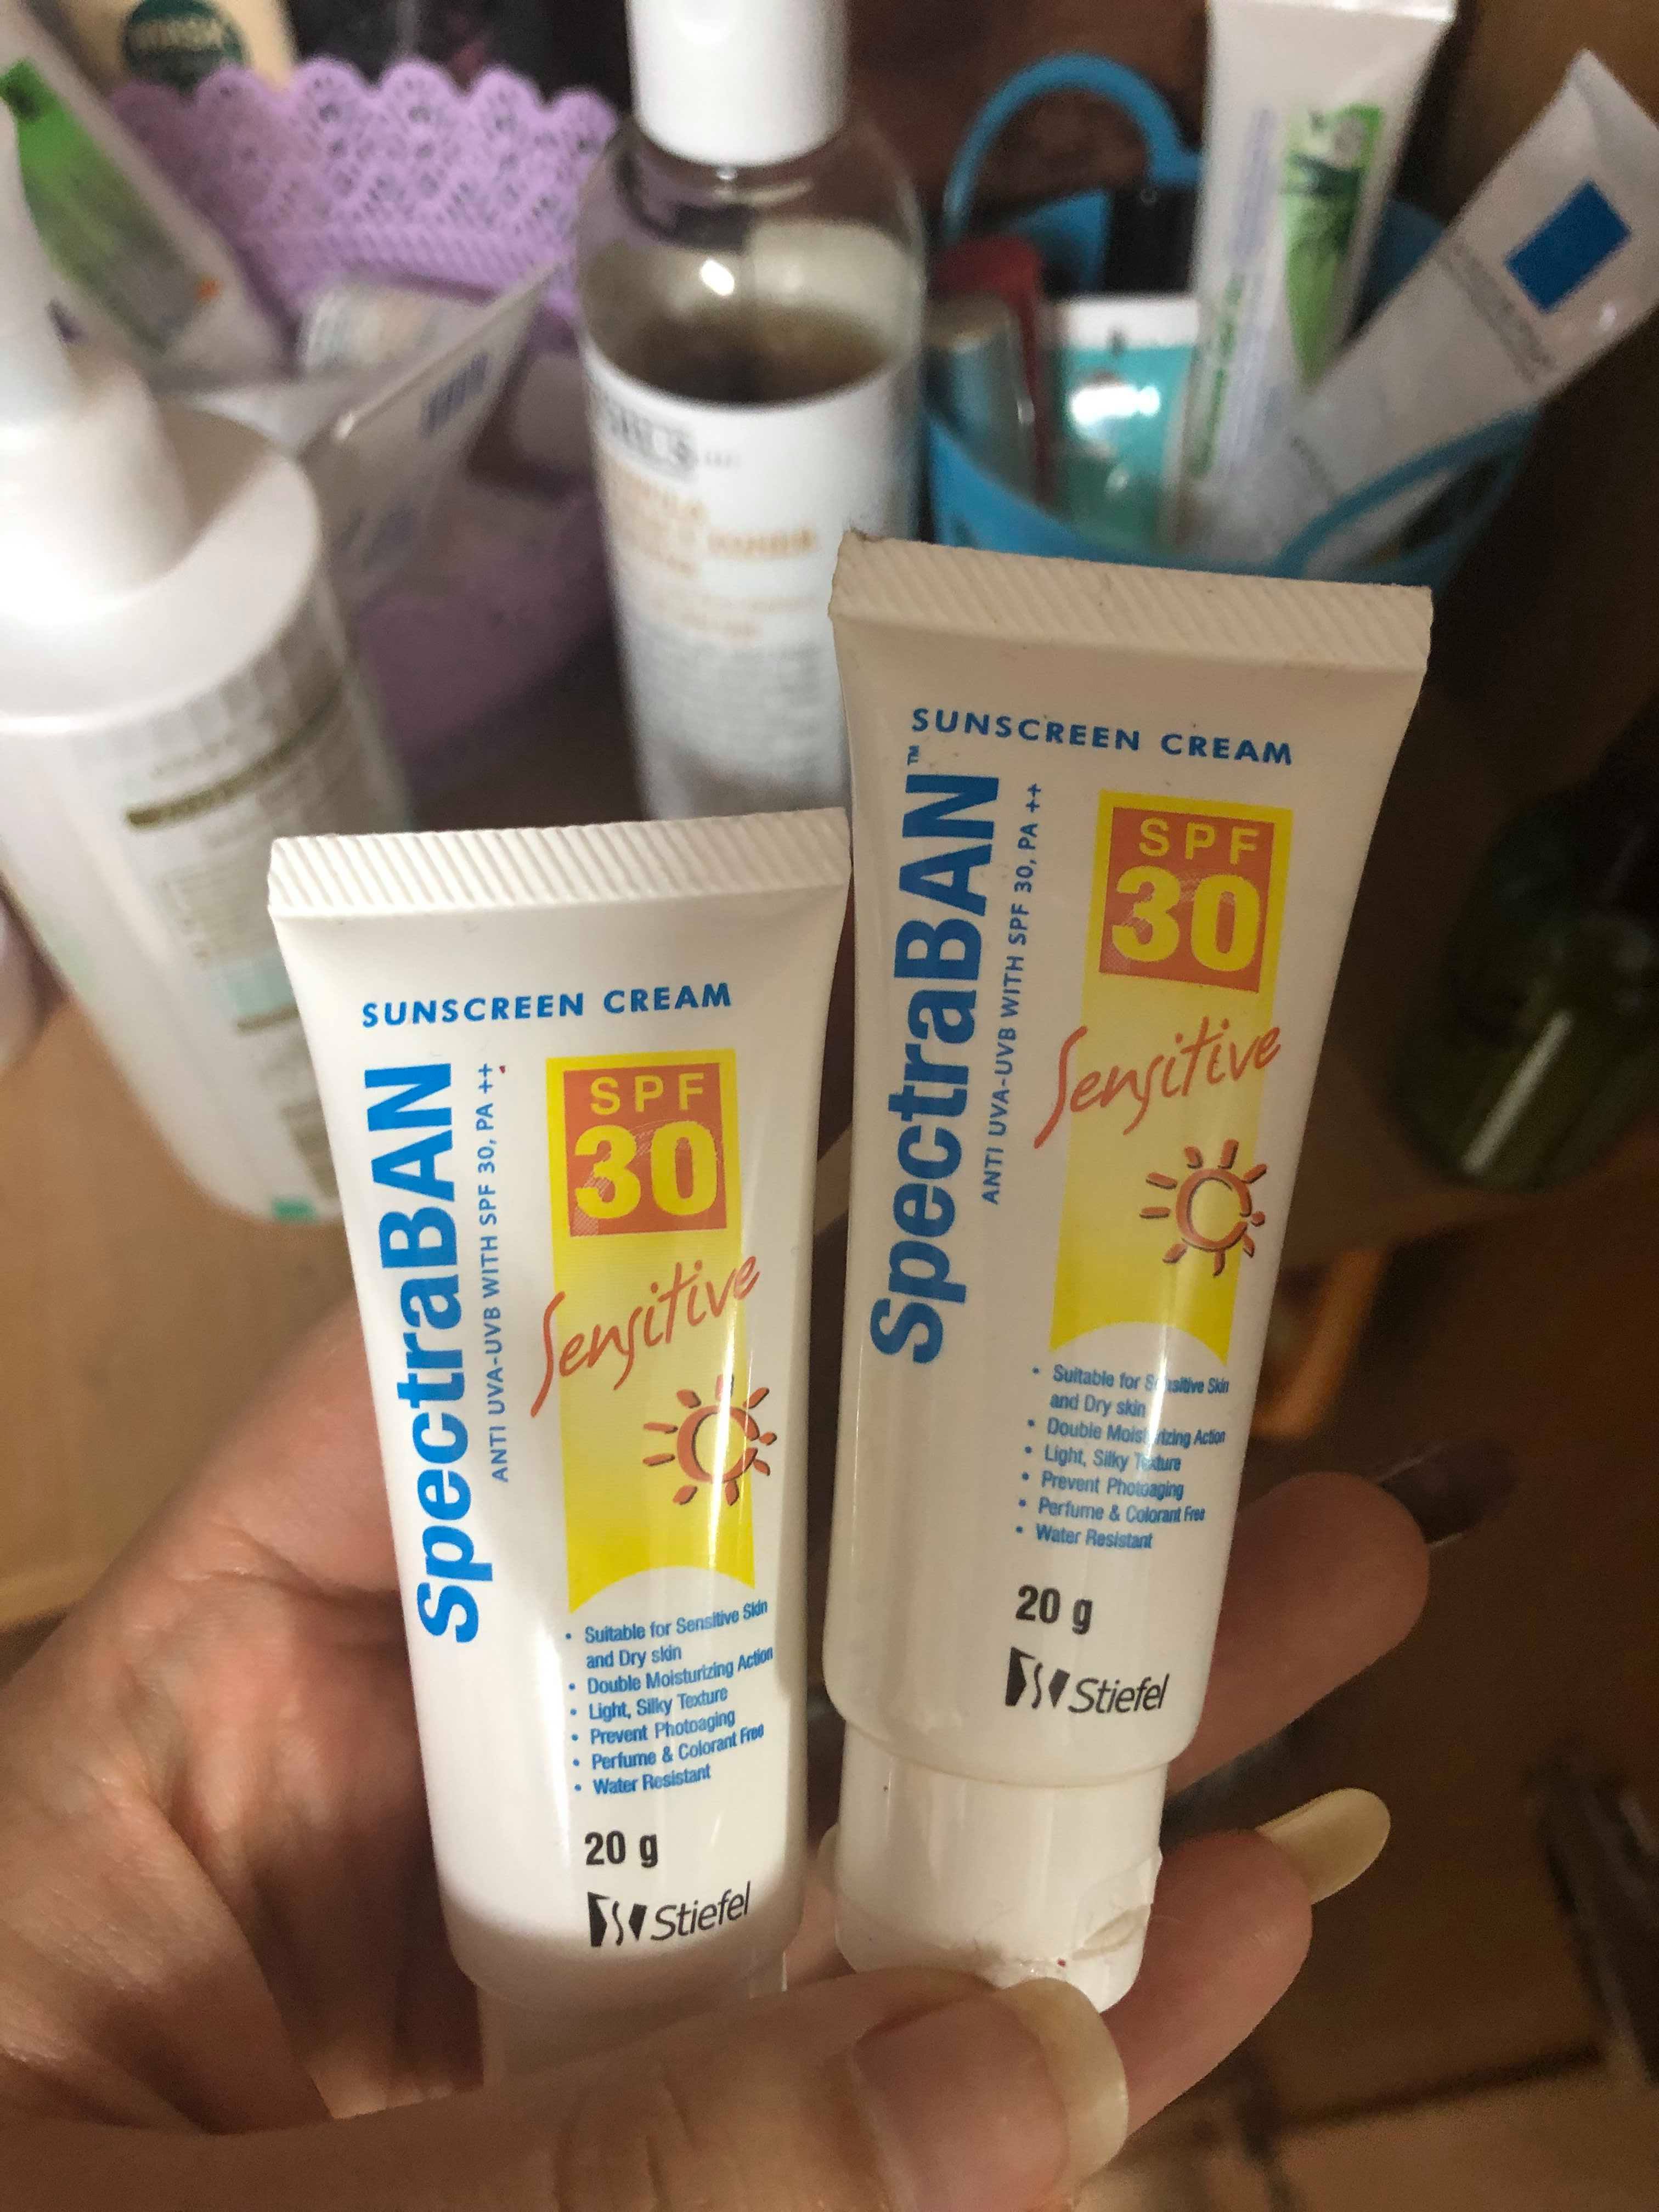 SUNSCREEN CREAM
SpectraBAN
ANTI UVA-UVB WITH SPF 30, PA ++
SPF
30
Sensitive
• Suitable for Sensitive Skin
and Dry skin
• Double Moisturizing Action
• Light, Silky Texture
• Prevent Photoaging
• Perfume & Colorant Free
• Water Resistant
20 g
Stiefel
SUNSCREEN CREAM
SpectraBAN™
ANTI UVA-UVB WITH SPF 30, PA ++
SPF
30
Sensitive
• Suitable for Sensitive Skin
and Dry skin
• Double Moisturizing Action
• Light, Silky Texture
• Prevent Photoaging
• Perfume & Colorant Free
• Water Resistant
20 g
Stiefel